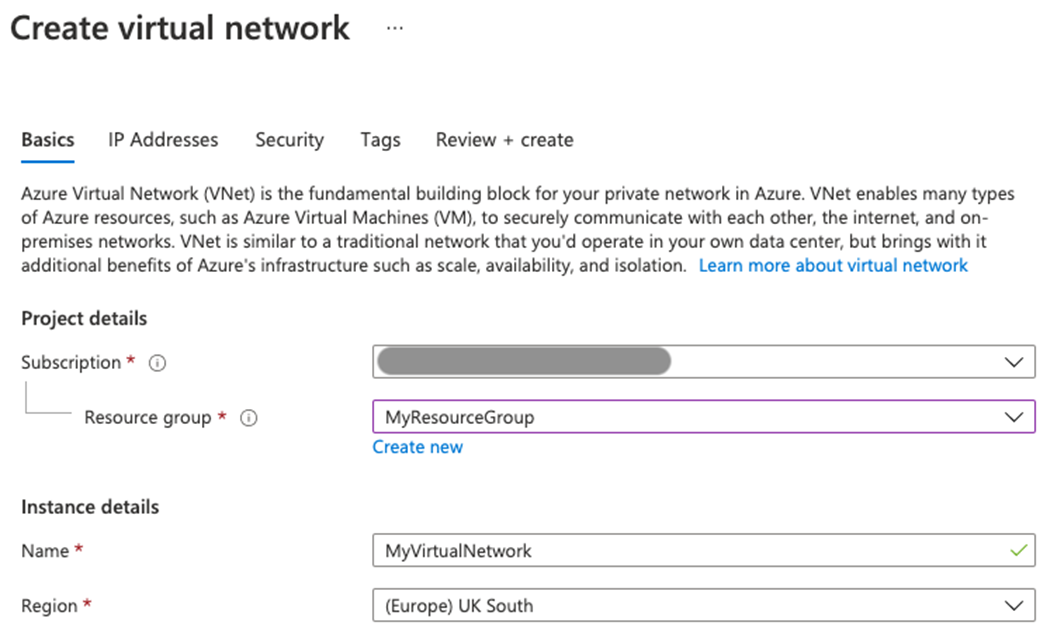 Create virtual network ...
Basics IP Addresses Security Tags Review + create
Azure Virtual Network (VNet) is the fundamental building block for your private network in Azure. VNet enables many types
of Azure resources, such as Azure Virtual Machines (VM), to securely communicate with each other, the internet, and on-
premises networks. VNet is similar to a traditional network that you'd operate in your own data center, but brings with it
additional benefits of Azure's infrastructure such as scale, availability, and isolation. Learn more about virtual network
Project details
Subscription *
Resource group * MyResourceGroup
Create new
Instance details
Name * MyVirtualNetwork
Region * (Europe) UK South